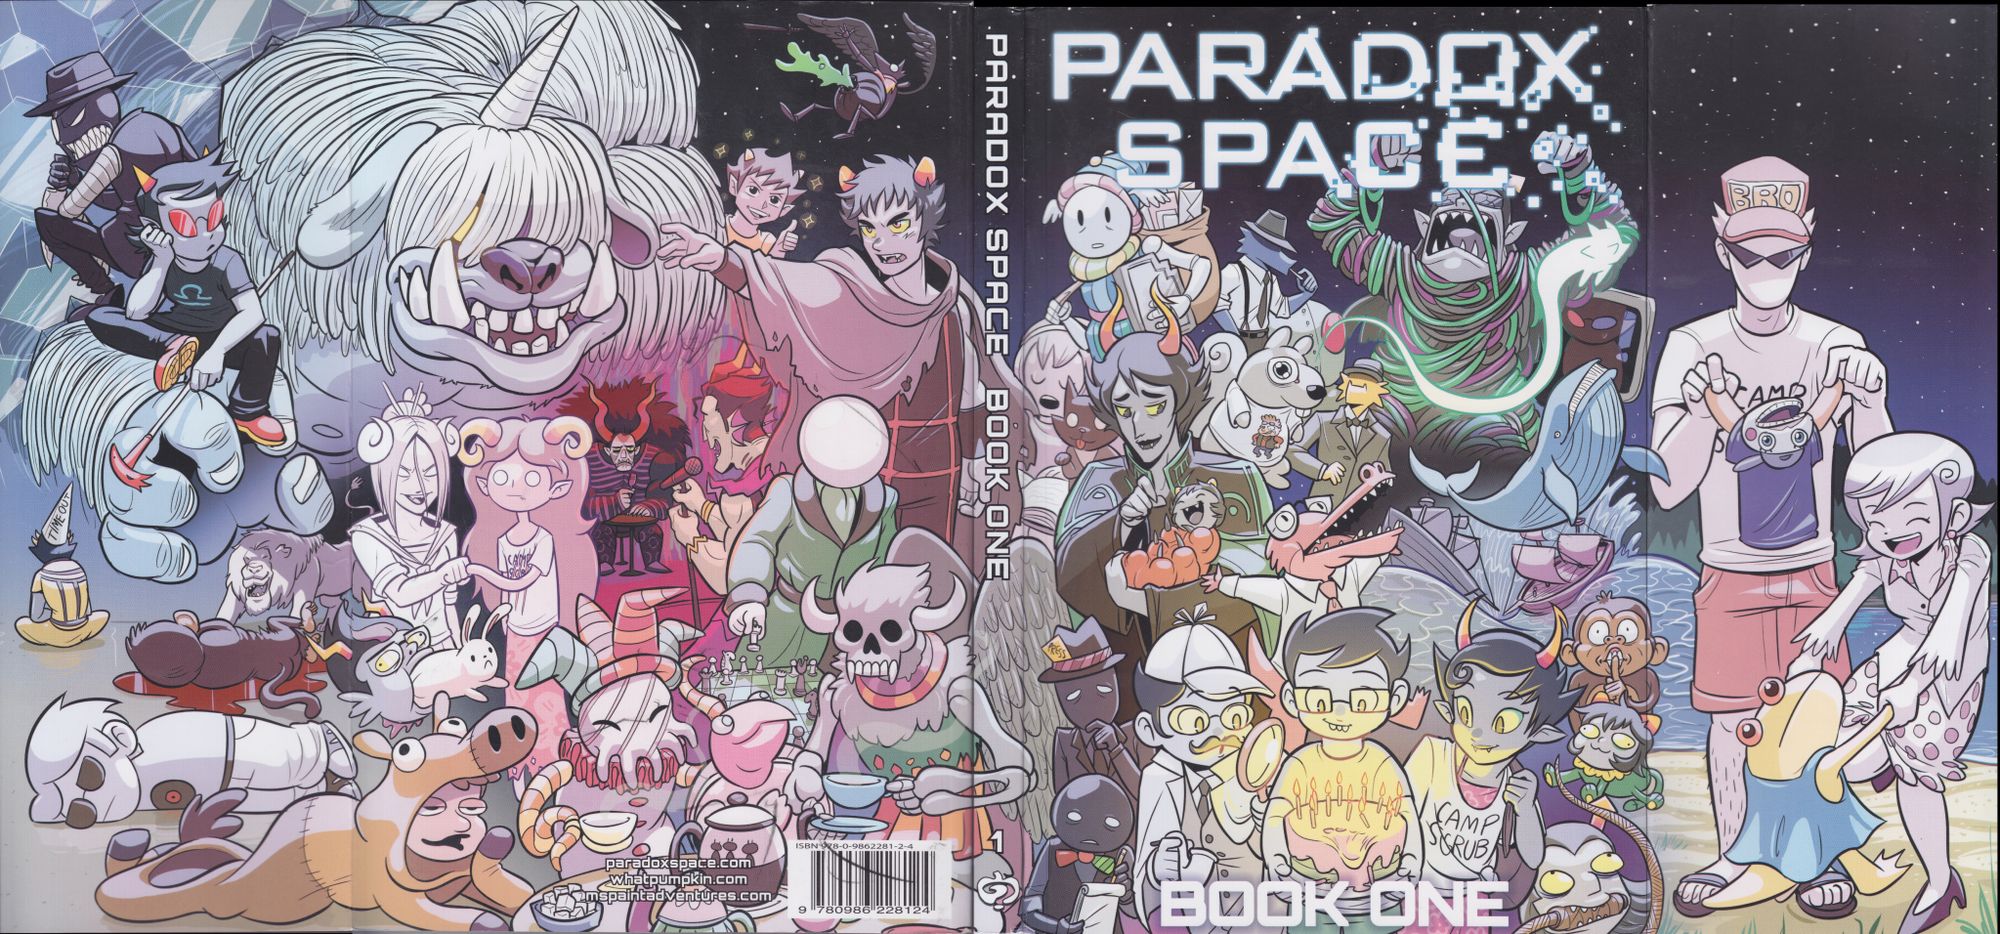 TIME OUT
paradoxspace.com
whatpumpkin.com
mspaintadventures.com
ISBN 978-0-9862281-2-4
9 780986 228124
PARADOX SPACE BOOK ONE
1
PARADOX
SPACE
PRESS
CAMP
SCRUB
BOOK ONE
BRO
CAMP